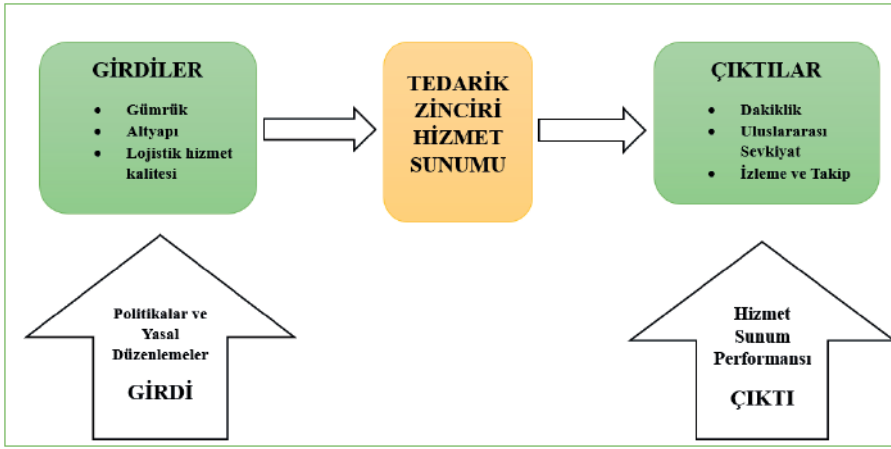 GİRDİLER
• Gümrük
• Altyapı
• Lojistik hizmet
kalitesi
TEDARİK
ZİNCİRİ
HİZMET
SUNUMU
ÇIKTILAR
• Dakiklik
• Uluslararası
Sevkiyat
• İzleme ve Takip
Politikalar ve
Yasal
Düzenlemeler
GİRDİ
Hizmet
Sunum
Performansı
ÇIKTI